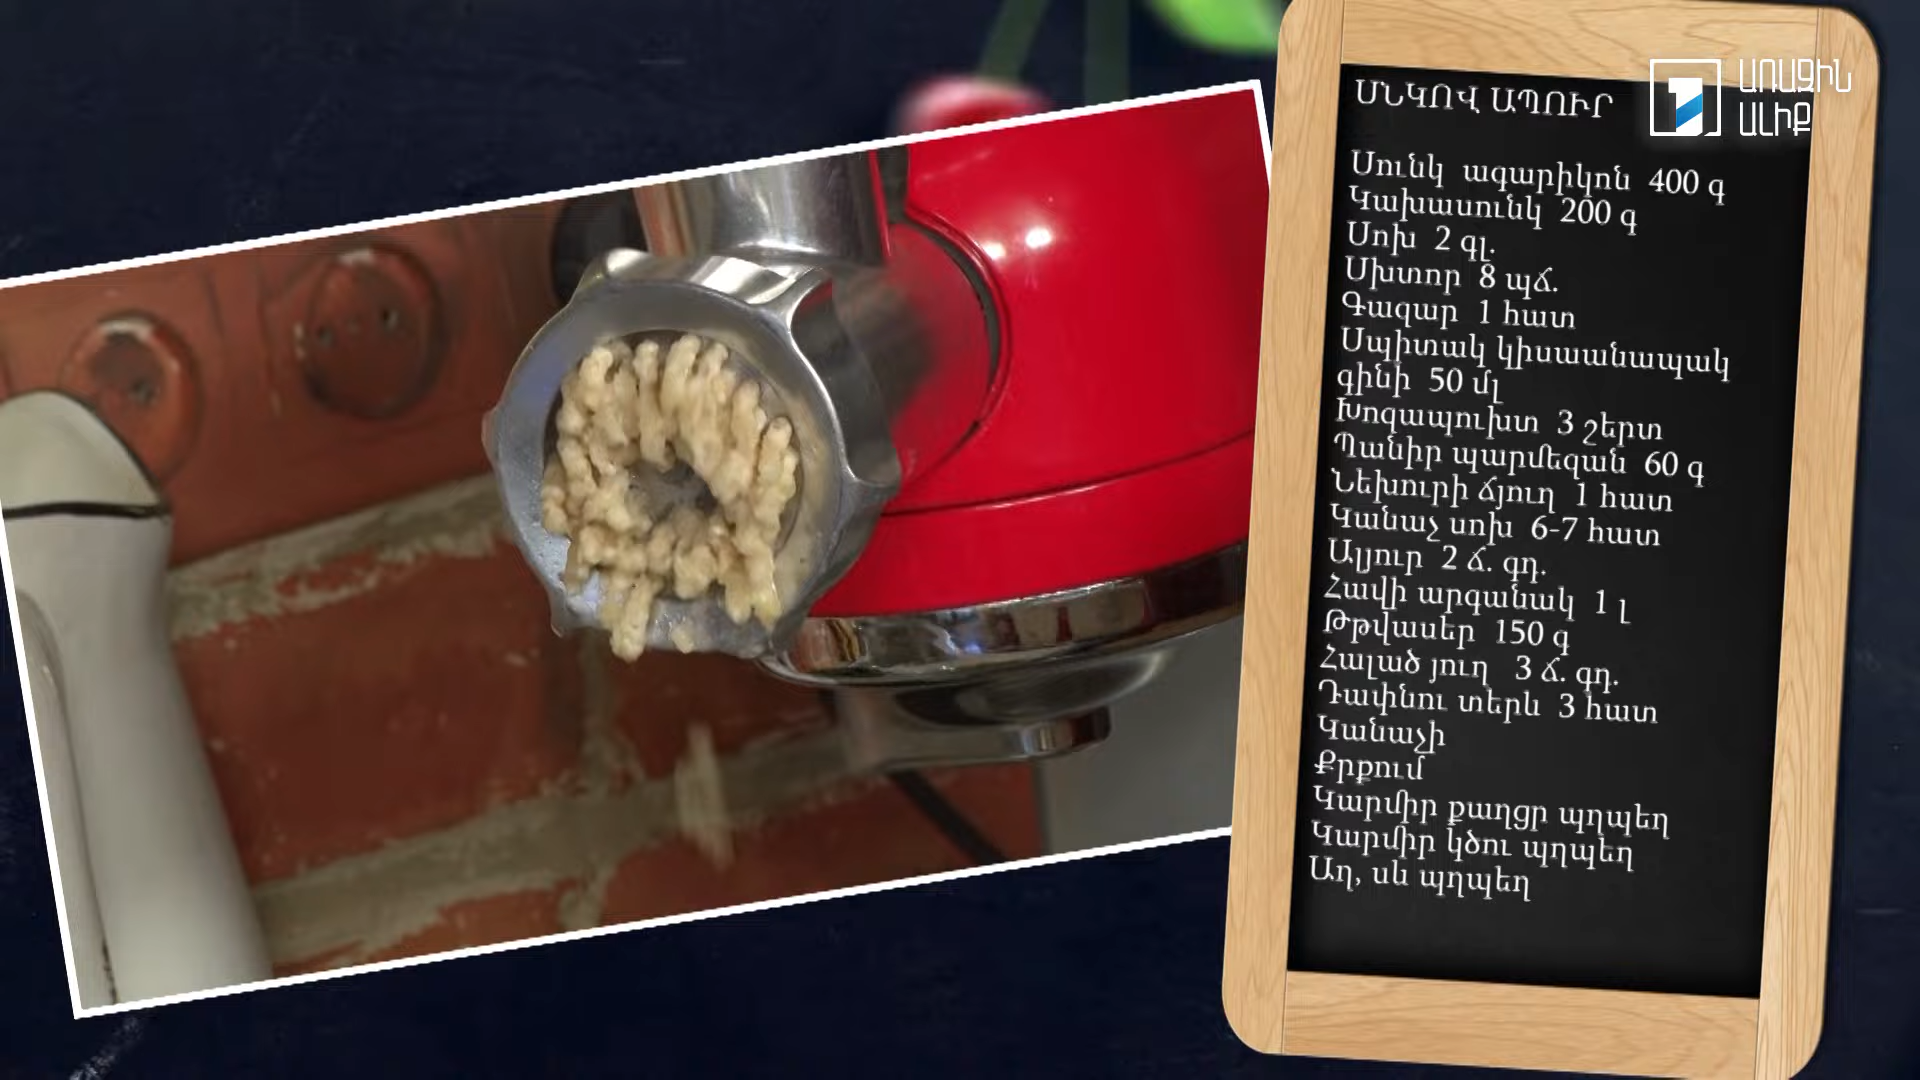 ՍՆԿՈՎ ԱՊՈՒՐ
ԱՌԱՋԻՆ
ԱԼԻՔ
Սունկ ագարիկոն 400 գ
Կախասունկ 200 գ
Սոխ 2 գլ.
Սխտոր 8 պճ.
Գազար 1 հատ
Սպիտակ կիսաանապակ
գինի 50 մլ
Խոզապուխտ 3 շերտ
Պանիր պարմեզան 60 գ
Նեխուրի ճյուղ 1 հատ
Կանաչ սոխ 6-7 հատ
Ալյուր 2 ճ. գդ.
Հավի արգանակ 1 լ
Թթվասեր 150 գ
Հալած յուղ 3 ճ. գդ.
Դափնու տերև 3 հատ
Կանաչի
Քրքում
Կարմիր քաղցր պղպեղ
Կարմիր կծու պղպեղ
Աղ, սև պղպեղ